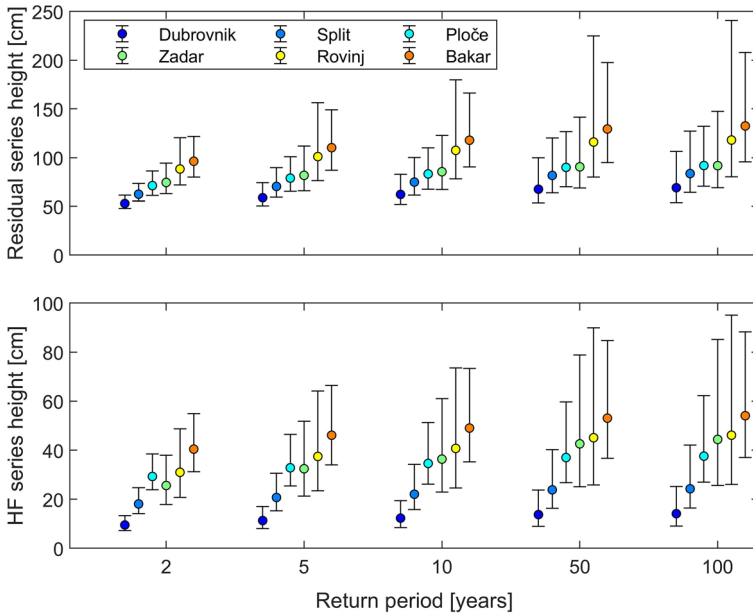 Residual series height [cm]
250
200
150
100
50
0
Dubrovnik Split Ploče
Zadar Rovinj Bakar
HF series height [cm]
100
80
60
40
20
0
2 5 10 50 100
Return period [years]